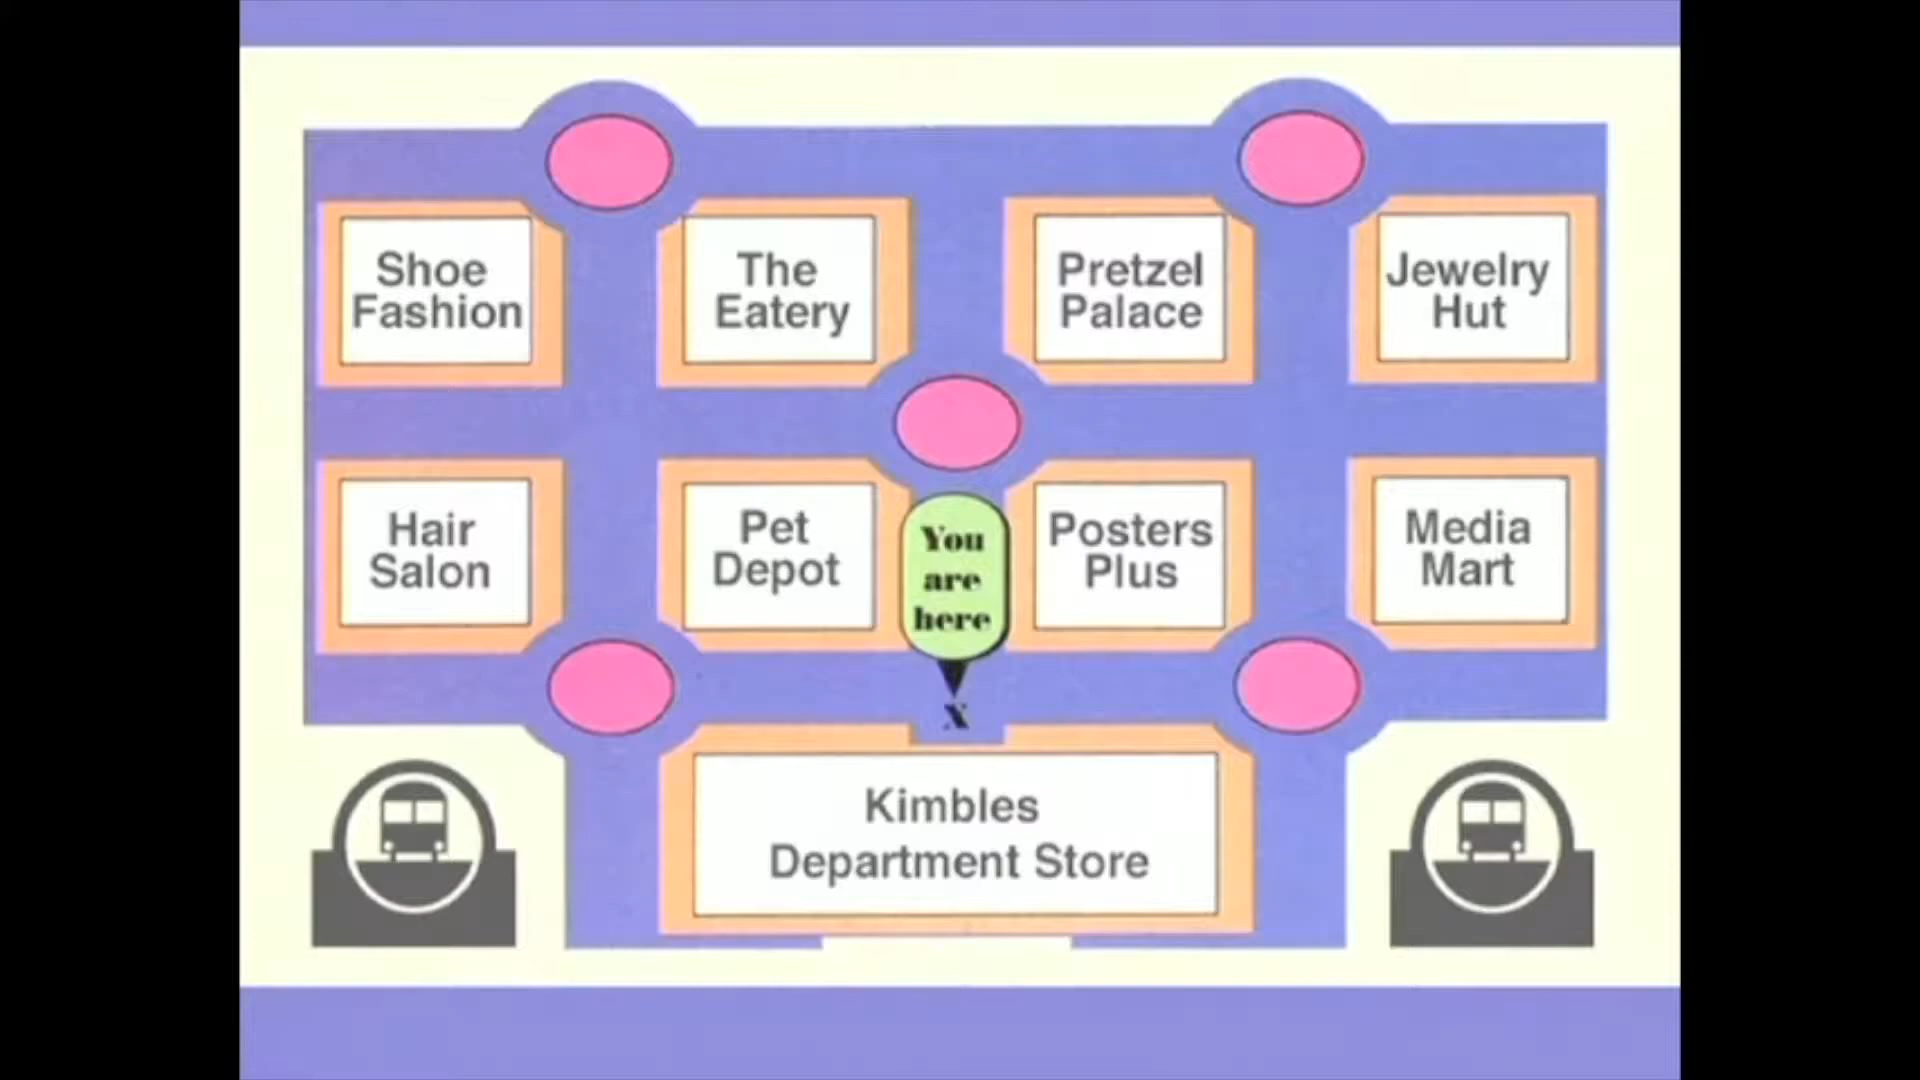 Shoe
Fashion
The
Eatery
Pretzel
Palace
Jewelry
Hut
Hair
Salon
Pet
Depot
You
are
here
X
Posters
Plus
Media
Mart
Kimbles
Department Store